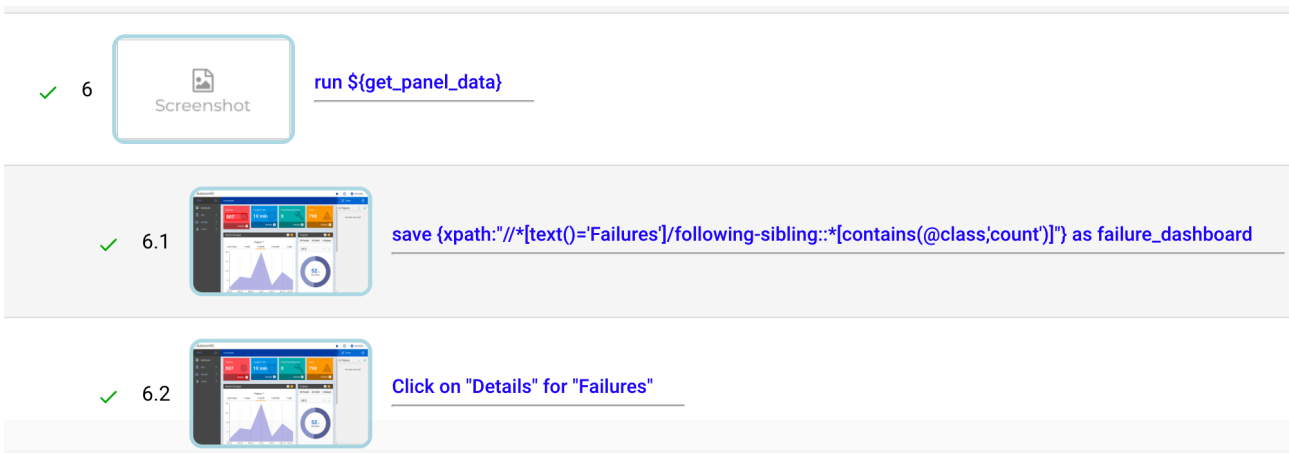 6
Screenshot
run ${get_panel_data}
6.1
save {xpath:"//*[text()='Failures']/following-sibling::*[contains(@class,'count')]"} as failure_dashboard
6.2
Click on "Details" for "Failures"